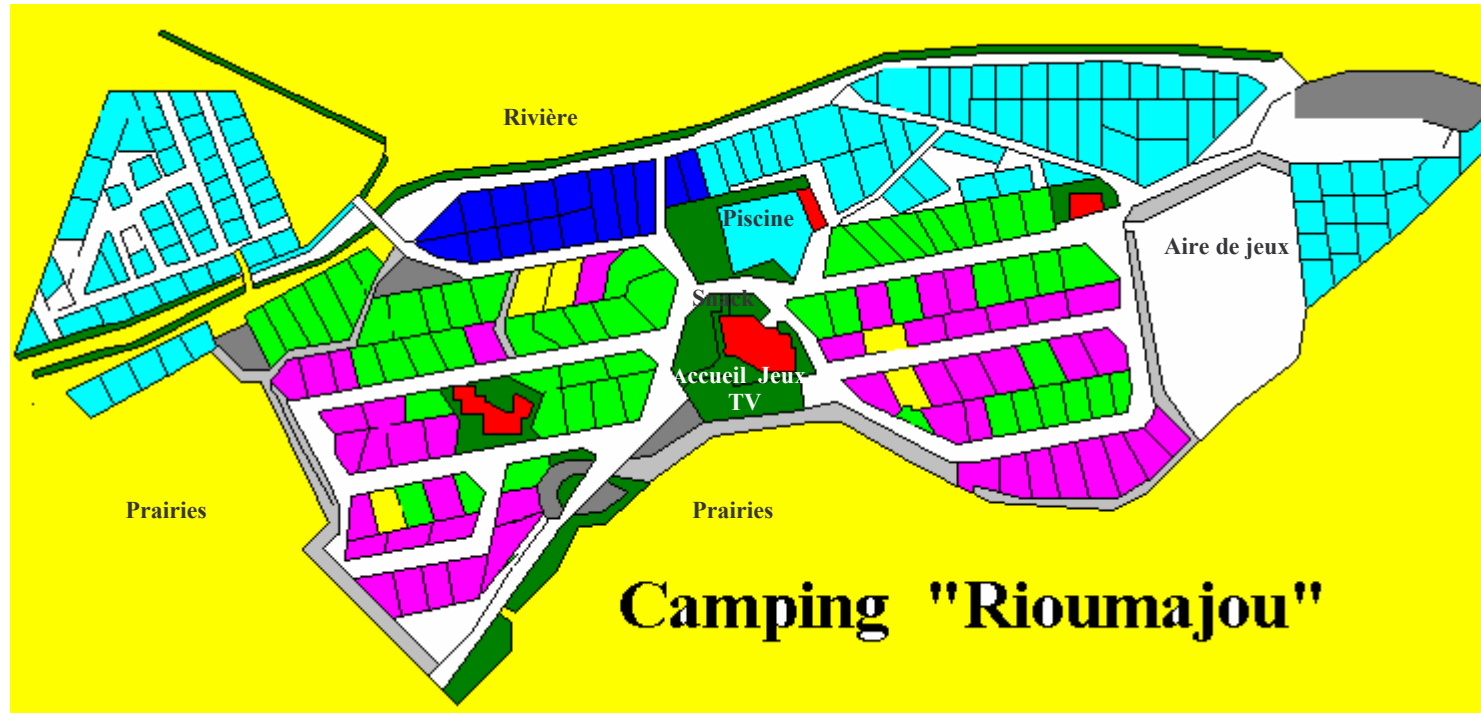 Rivière
Piscine
Aire de jeux
Snack
Accueil Jeux
TV
Prairies
Prairies
Camping "Rioumajou"